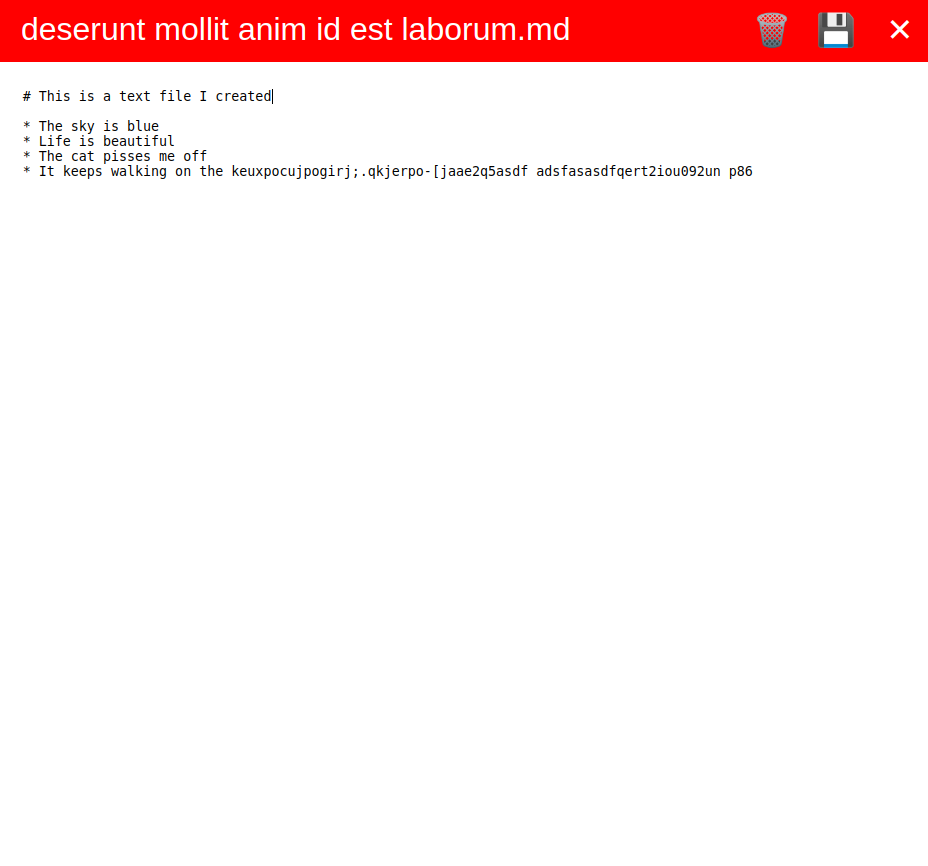 deserunt mollit anim id est laborum.md
# This is a text file I created
* The sky is blue
* Life is beautiful
* The cat pisses me off
* It keeps walking on the keuxpocujpogirj;.qkjerpo-[jaae2q5asdf adsfasasdfqert2iou092un p86